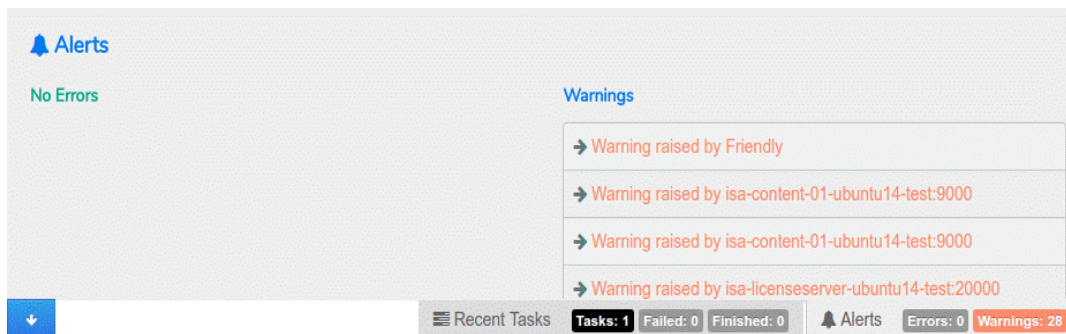 Alerts
No Errors
Warnings
Warning raised by Friendly
Warning raised by isa-content-01-ubuntu14-test:9000
Warning raised by isa-content-01-ubuntu14-test:9000
Warning raised by isa-licenseserver-ubuntu14-test:20000
Recent Tasks Tasks: 1 Failed: 0 Finished: 0 Alerts Errors: 0 Warnings: 28